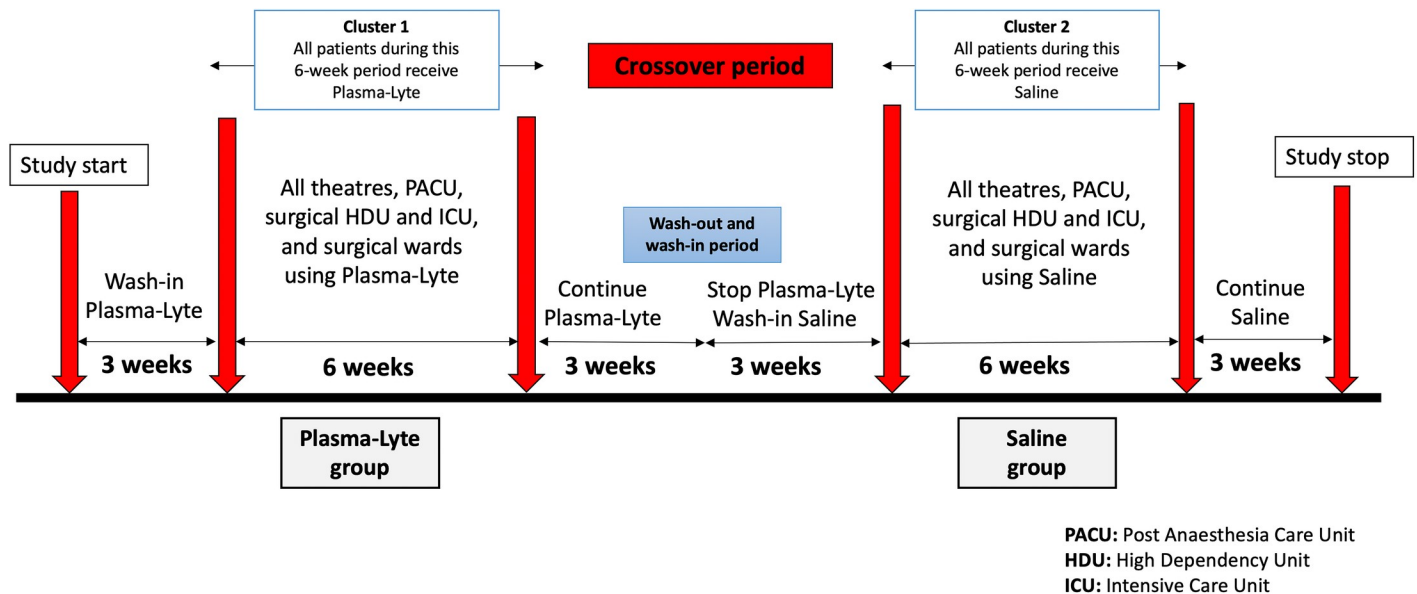 Cluster 1
All patients during this
6-week period receive
Plasma-Lyte
Crossover period
Cluster 2
All patients during this
6-week period receive
Saline
Study start
Study stop
All theatres, PACU,
surgical HDU and ICU,
and surgical wards
using Plasma-Lyte
Wash-out and
wash-in period
All theatres, PACU,
surgical HDU and ICU,
and surgical wards
using Saline
Wash-in
Plasma-Lyte
Continue
Plasma-Lyte
Stop Plasma-Lyte
Wash-in Saline
Continue
Saline
3 weeks
6 weeks
3 weeks
3 weeks
6 weeks
3 weeks
Plasma-Lyte
group
Saline
group
PACU: Post Anaesthesia Care Unit
HDU: High Dependency Unit
ICU: Intensive Care Unit